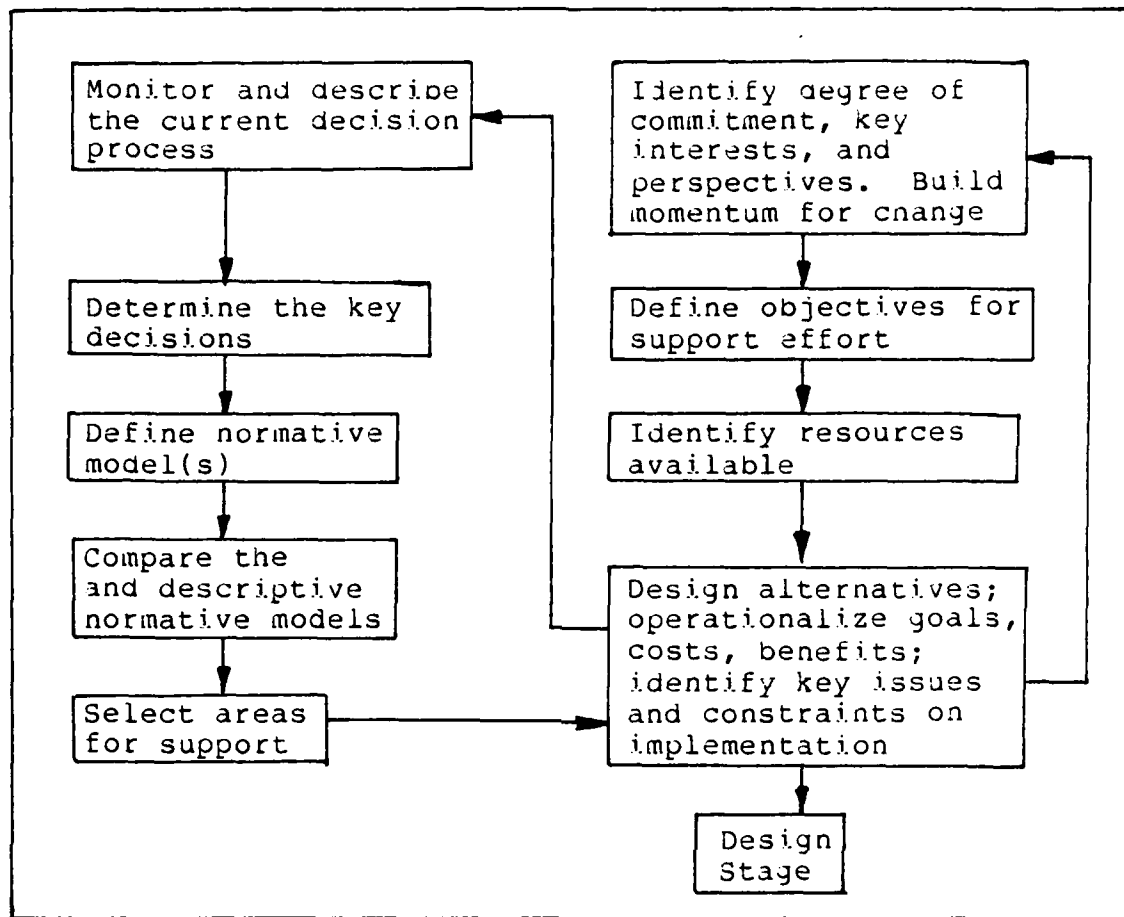 Monitor and describe
the current decision
process
Determine the key
decisions
Define normative
model(s)
Compare the
and descriptive
normative models
Select areas
for support
Identify degree of
commitment, key
interests, and
perspectives. Build
momentum for change
Define objectives for
support effort
Identify resources
available
Design alternatives;
operationalize goals,
costs, benefits;
identify key issues
and constraints on
implementation
Design
Stage